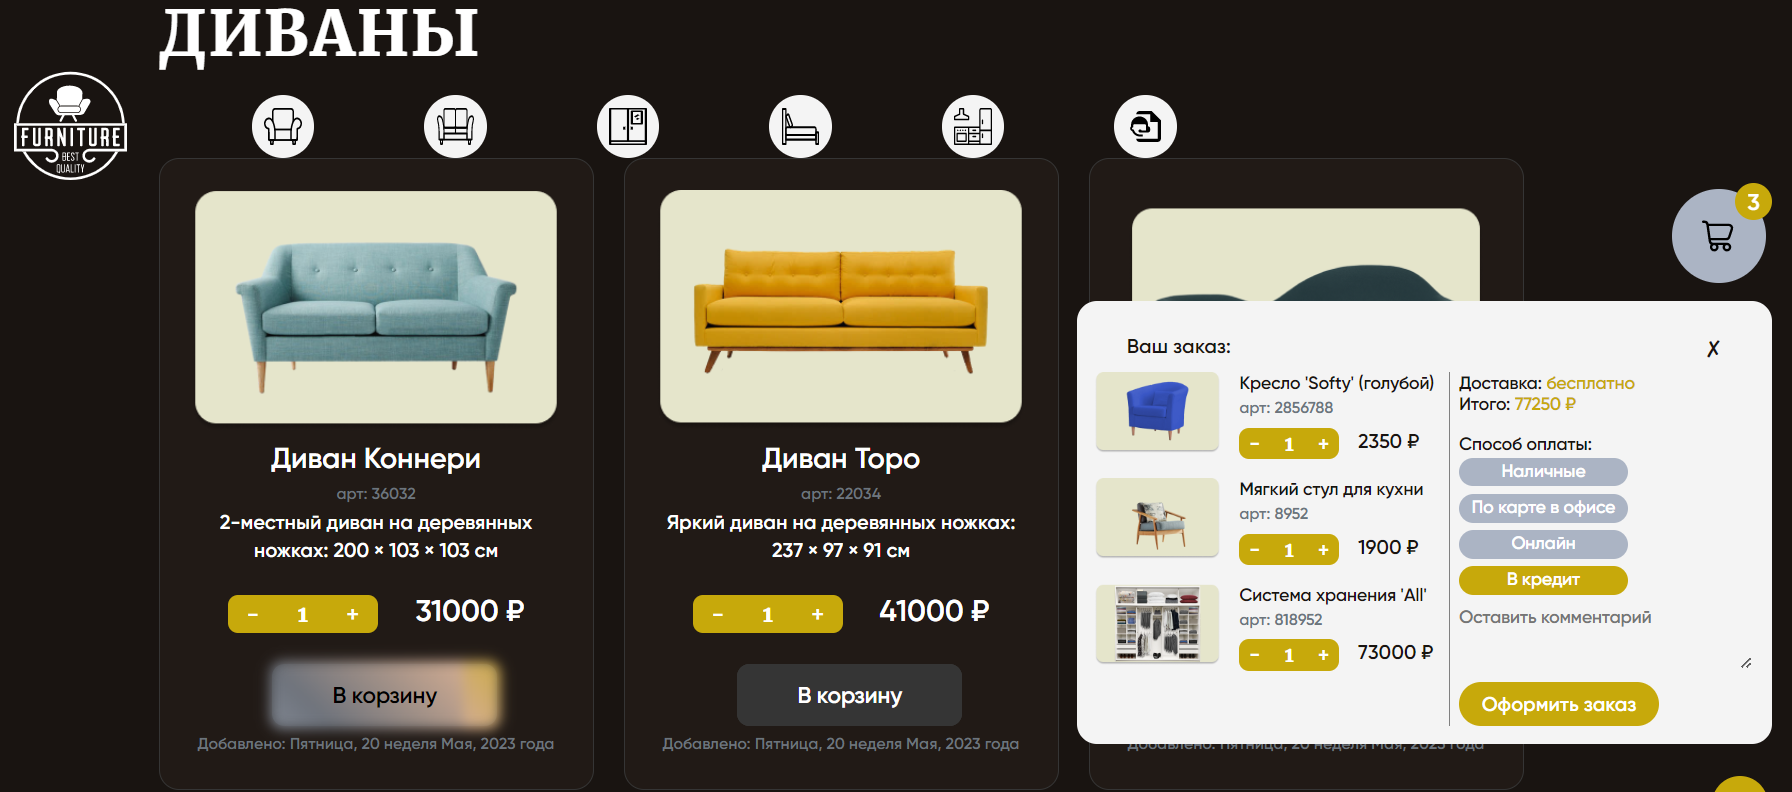 ДИВАНЫ
FURNITURE
BEST
QUALITY
3
Диван Коннери
арт: 36032
2-местный диван на деревянных
ножках: 200 × 103 × 103 см
- 1 +
31000 ₽
В корзину
Добавлено: Пятница, 20 неделя Мая, 2023 года
Диван Торо
арт: 22034
Яркий диван на деревянных ножках:
237 × 97 × 91 см
- 1 +
41000 ₽
В корзину
Добавлено: Пятница, 20 неделя Мая, 2023 года
Ваш заказ:
✗
Кресло 'Softy' (голубой)
арт: 2856788
- 1 +
2350 ₽
Мягкий стул для кухни
арт: 8952
- 1 +
1900 ₽
Система хранения 'All'
арт: 818952
- 1 +
73000 ₽
Доставка: бесплатно
Итого: 77250 ₽
Способ оплаты:
Наличные
По карте в офисе
Онлайн
В кредит
Оставить комментарий
Оформить заказ
Добавлено: Пятница, 20 неделя Мая, 2023 года